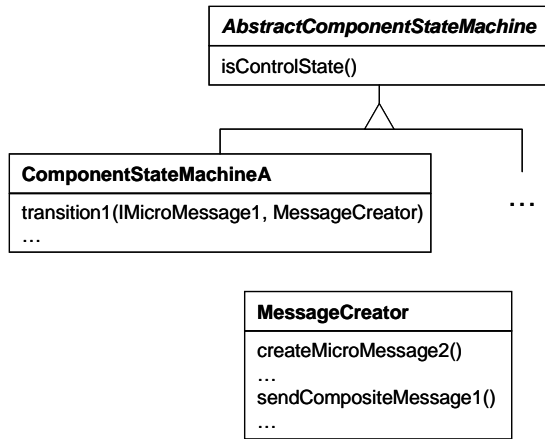 AbstractComponentStateMachine
isControlState()
ComponentStateMachineA
transition1(IMicroMessage1, MessageCreator)
...
...
MessageCreator
createMicroMessage2()
...
sendCompositeMessage1()
...